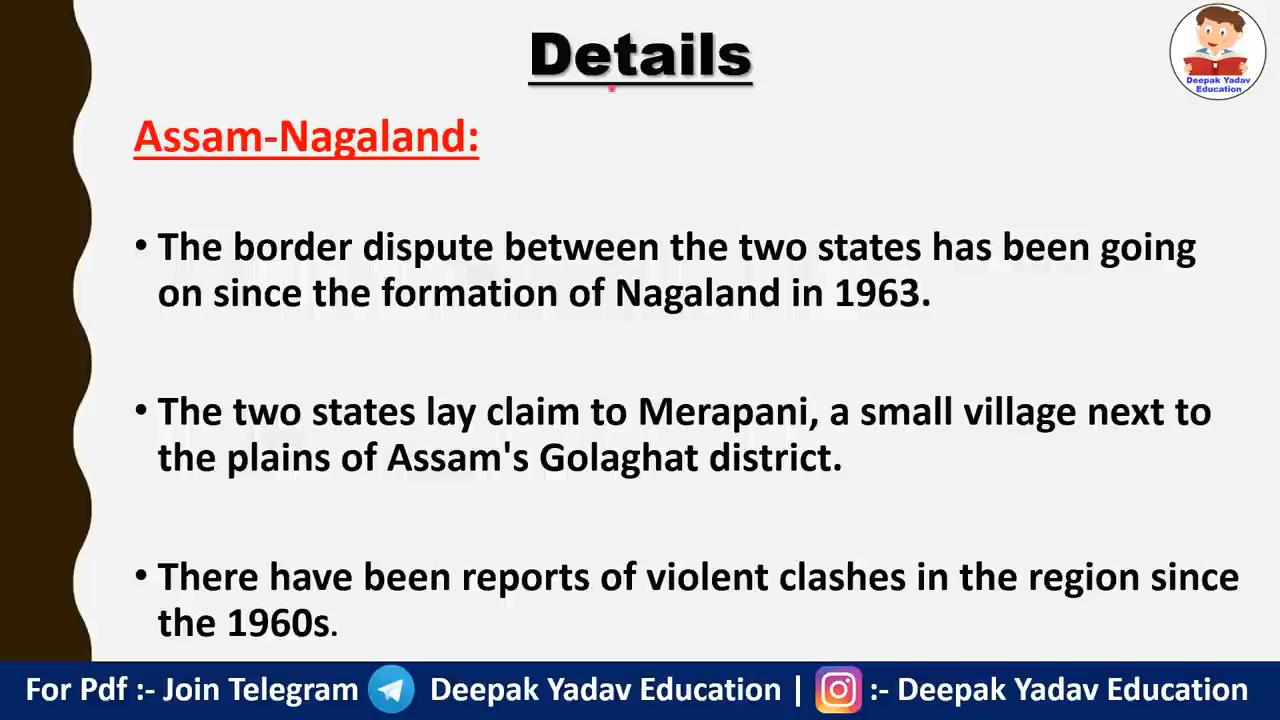 Details
Deepak Yadav
Education
Assam-Nagaland:
• The border dispute between the two states has been going
on since the formation of Nagaland in 1963.
• The two states lay claim to Merapani, a small village next to
the plains of Assam's Golaghat district.
• There have been reports of violent clashes in the region since
the 1960s.
For Pdf :- Join Telegram Deepak Yadav Education | :- Deepak Yadav Education